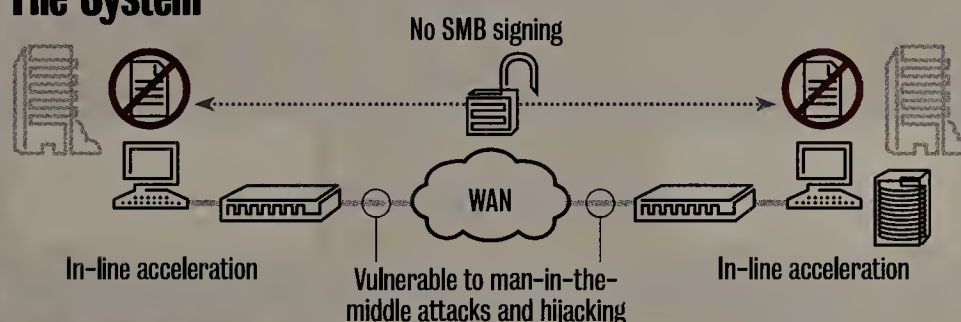 The System
No SMB signing
WAN
In-line acceleration
Vulnerable to man-in-the-
middle attacks and hijacking
In-line acceleration